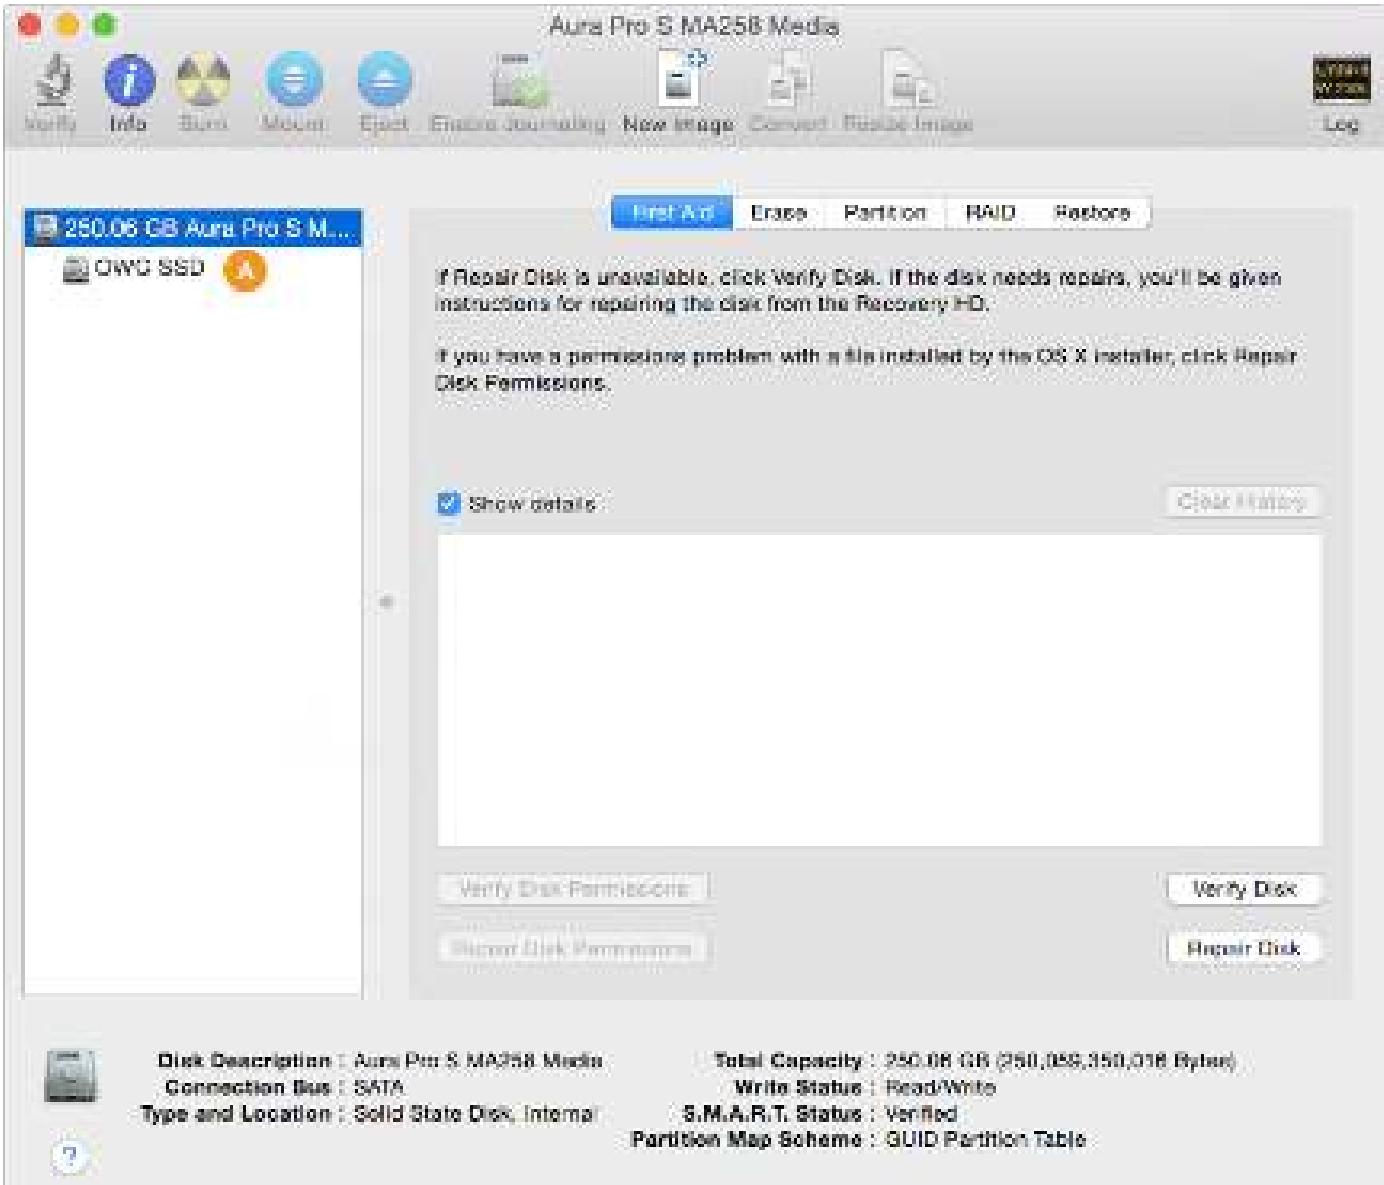 Aura Pro S MA258 Media
Verify Info Burn Mount Eject Enable Journaling New Image Convert Resize Image Log
First Aid Erase Partition RAID Restore
250.06 GB Aura Pro S M....
OWC SSD A
If Repair Disk is unavailable, click Verify Disk. If the disk needs repairs, you'll be given
instructions for repairing the disk from the Recovery HD.
If you have a permissions problem with a file installed by the OS X installer, click Repair
Disk Permissions.
Show details
Clear History
Verify Disk Permissions
Verify Disk
Repair Disk Permissions
Repair Disk
Disk Description : Aura Pro S MA258 Media
Total Capacity : 250.06 GB (250,059,350,016 Bytes)
Connection Bus : SATA
Write Status : Read/Write
Type and Location : Solid State Disk, Internal
S.M.A.R.T. Status : Verified
Partition Map Scheme : GUID Partition Table
?